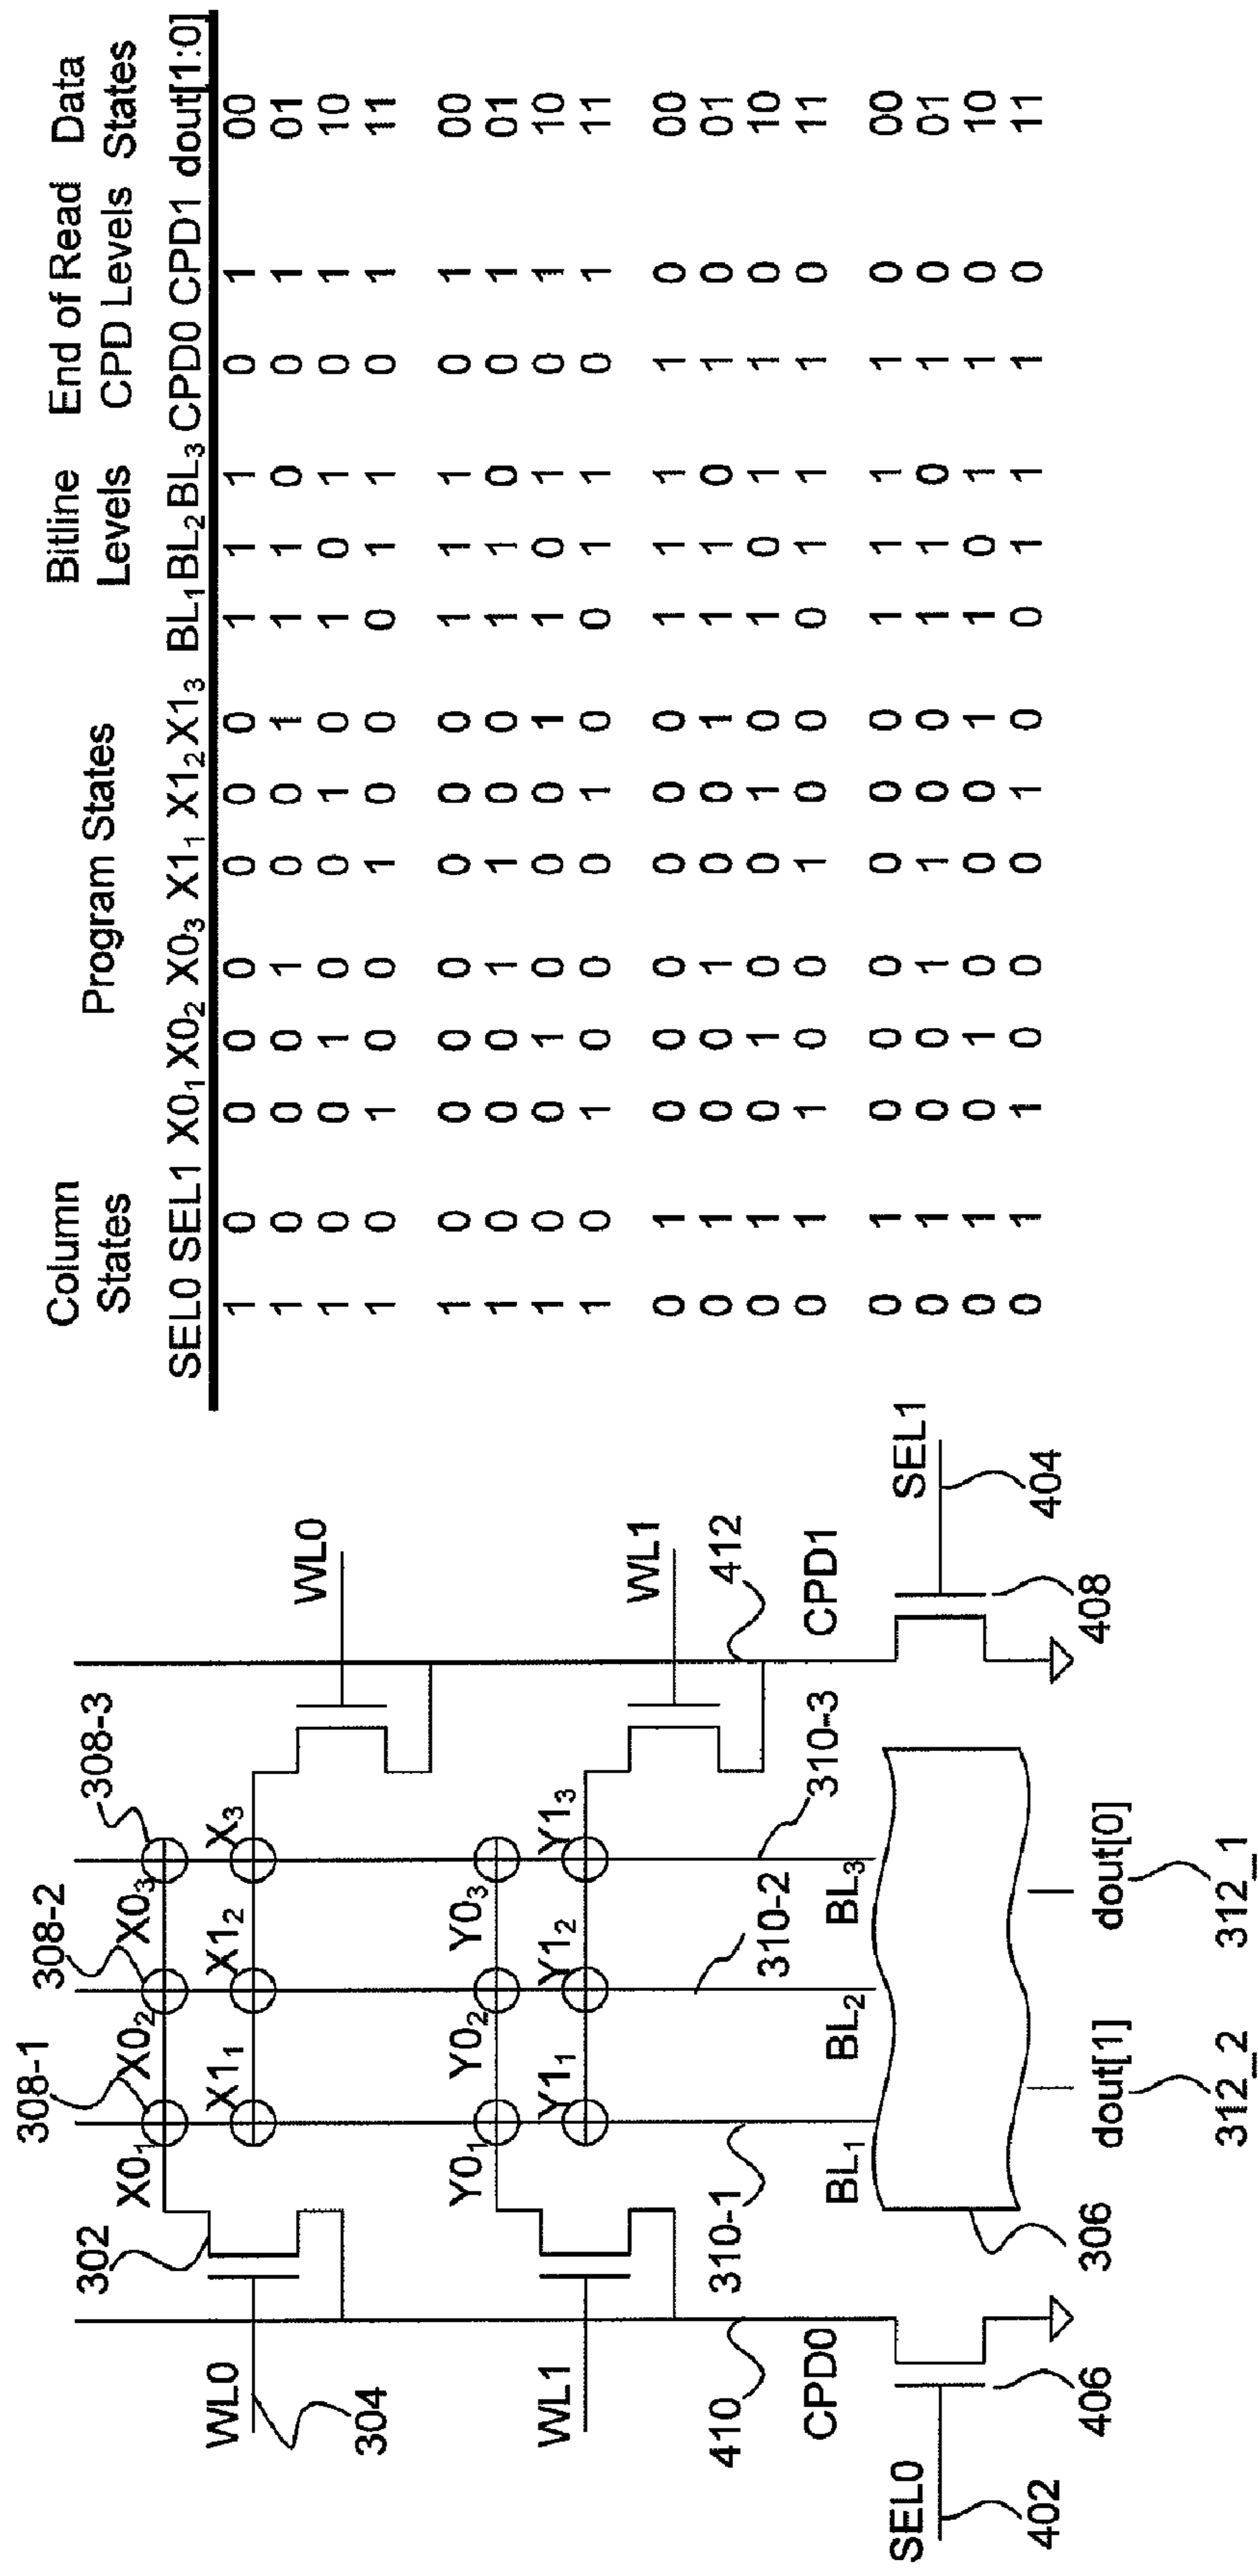 308-1
308-2
308-3
302
X0₁ X0₂ X0₃
X1₁ X1₂ X₃
WL0
WL0
304
Y0₁ Y0₂ Y0₃
Y1₁ Y1₂ Y1₃
WL1
WL1
410
310-1
310-2
310-3
412
CPD0
BL₁
BL₂
BL₃
CPD1
SEL0
SEL1
402
406
306
404
408
dout[1]
dout[0]
312_2
312_1
Column States
Program States
Bitline Levels
End of Read CPD Levels
Data States
SEL0 SEL1 X0₁ X0₂ X0₃ X1₁ X1₂ X1₃ BL₁ BL₂ BL₃ CPD0 CPD1 dout[1:0]
1 0 0 0 0 0 0 0 1 1 1 0 1 00
1 0 0 0 1 0 0 1 1 1 0 0 1 01
1 0 0 1 0 0 1 0 1 0 1 0 1 10
1 0 1 0 0 1 0 0 0 1 1 0 1 11
1 0 0 0 0 0 0 0 1 1 1 0 1 00
1 0 0 0 1 1 0 0 1 1 0 0 1 01
1 0 0 1 0 0 0 1 1 0 1 0 1 10
1 0 1 0 0 0 1 0 0 1 1 0 1 11
0 1 0 0 0 0 0 0 1 1 1 1 0 00
0 1 0 0 1 0 0 1 1 1 0 1 0 01
0 1 0 1 0 0 1 0 1 0 1 1 0 10
0 1 1 0 0 1 0 0 0 1 1 1 0 11
0 1 0 0 0 0 0 0 1 1 1 1 0 00
0 1 0 0 1 1 0 0 1 1 0 1 0 01
0 1 0 1 0 0 0 1 1 0 1 1 0 10
0 1 1 0 0 0 1 0 0 1 1 1 0 11